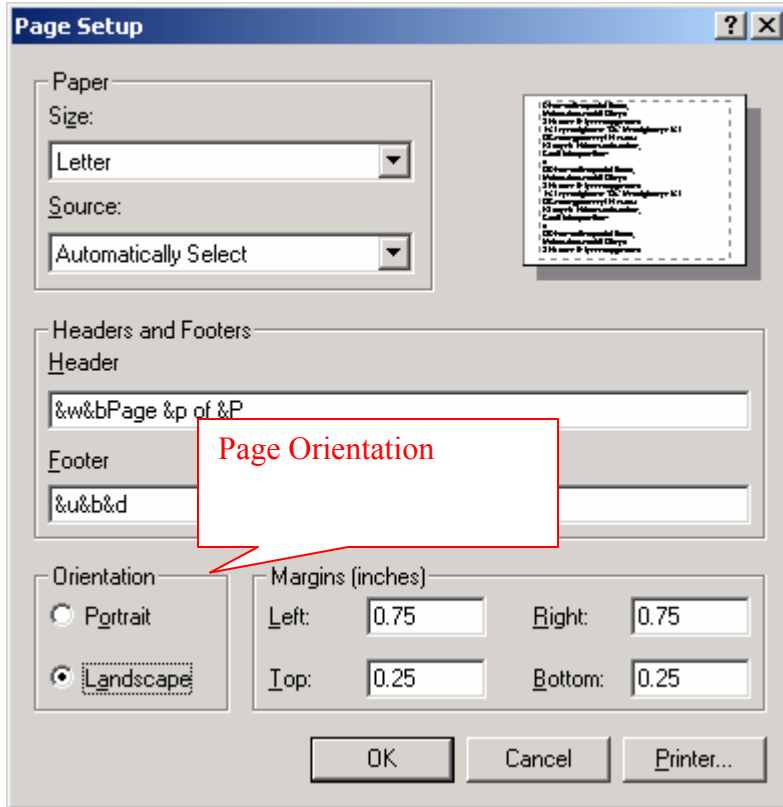 Page Setup
Paper
Size:
Letter
Source:
Automatically Select
Headers and Footers
Header
&w&bPage &p of &P
Footer
&u&b&d
Page Orientation
Orientation
Portrait
Landscape
Margins (inches)
Left: 0.75 Right: 0.75
Top: 0.25 Bottom: 0.25
OK Cancel Printer...